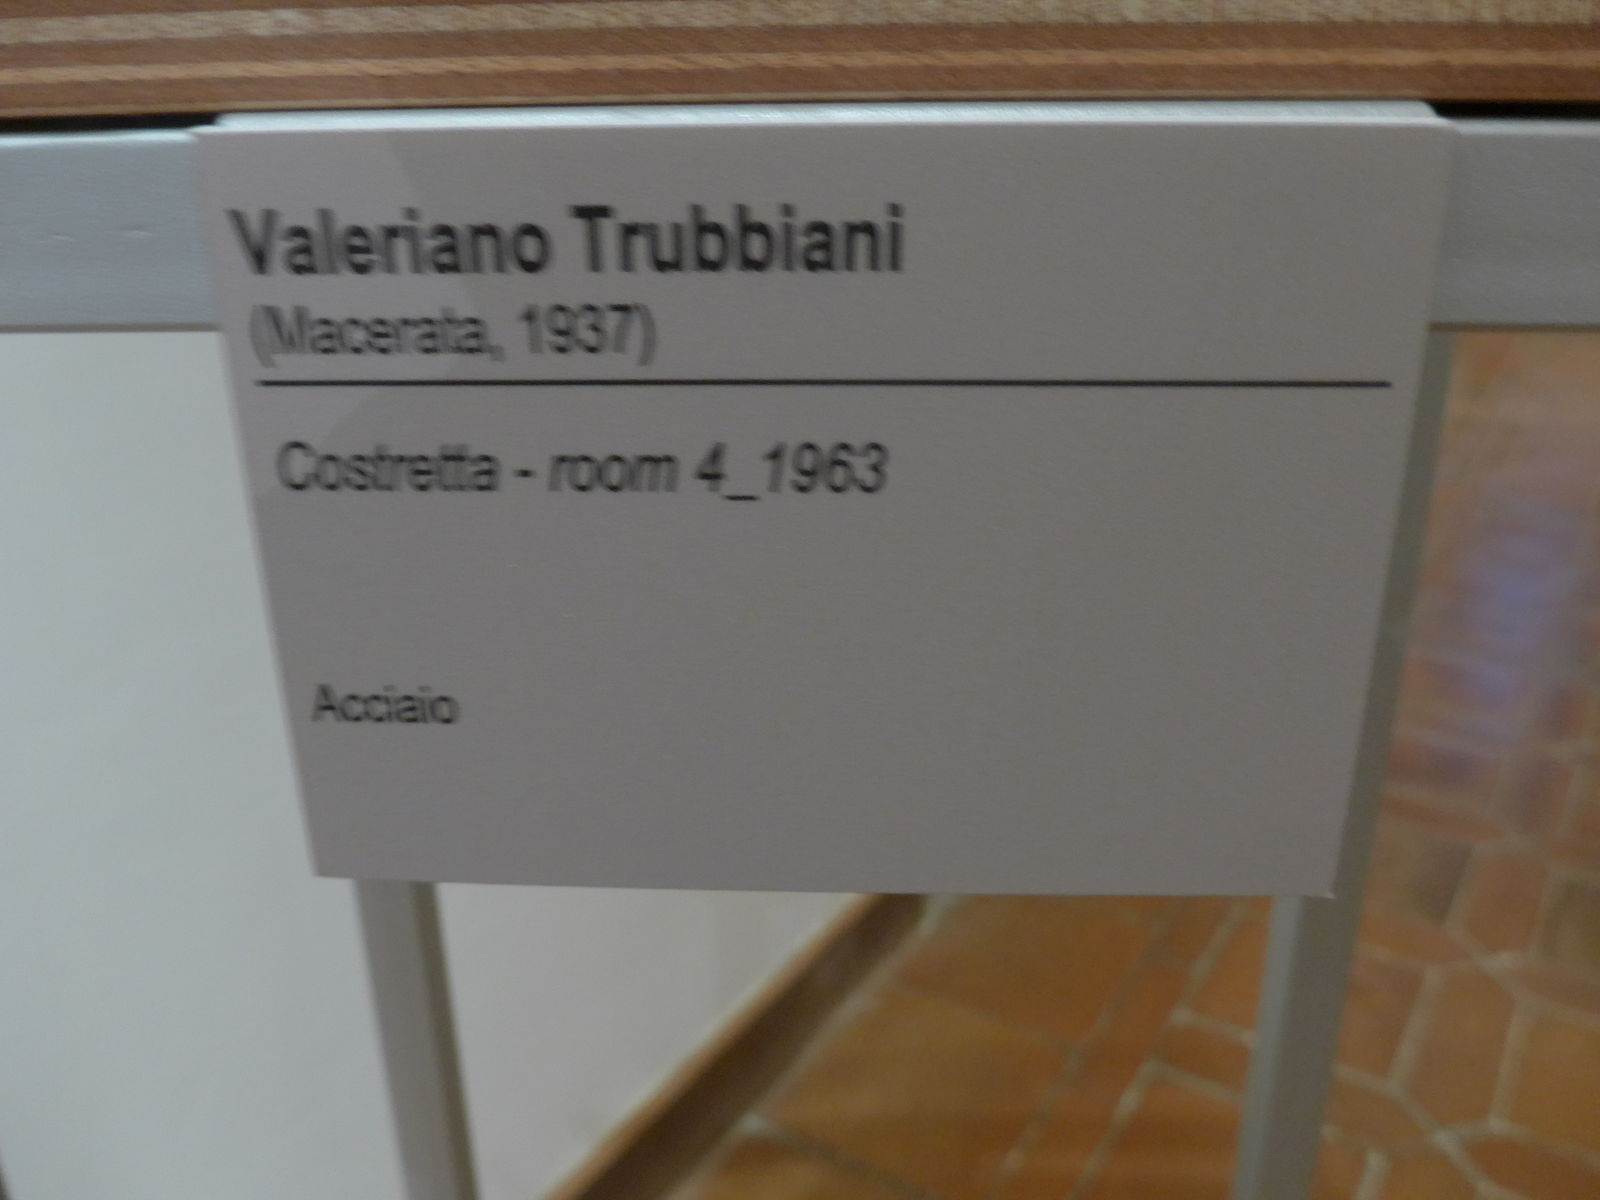 Valeriano Trubbiani
(Macerata, 1937)
Costretta - room 4_1963
Acciaio